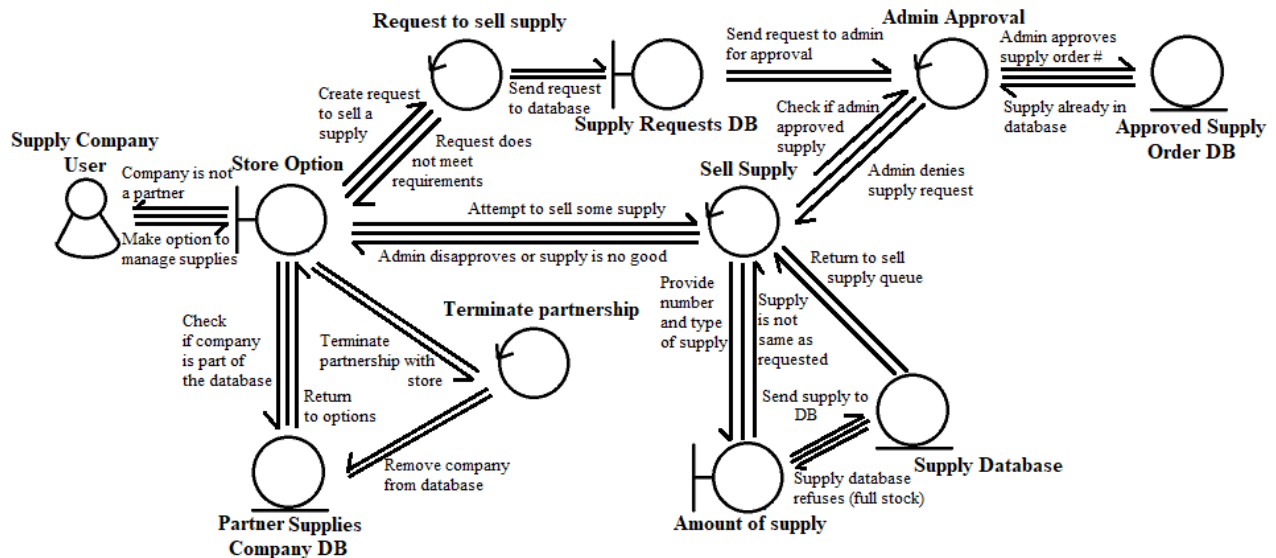 Request to sell supply
Send request to admin
for approval
Admin Approval
Admin approves
supply order #
Create request
to sell a
supply
Send request
to database
Supply Requests DB
Check if admin
approved
supply
Supply already in
database
Approved Supply
Order DB
Supply Company
User
Company is not
a partner
Store Option
Request does
not meet
requirements
Sell Supply
Admin denies
supply request
Make option to
manage supplies
Attempt to sell some supply
Admin disapproves or supply is no good
Return to sell
supply queue
Provide
number
and type
of supply
Supply
is not
same as
requested
Check
if company
is part of
the database
Terminate partnership
Terminate
partnership with
store
Return
to options
Send supply to
DB
Remove company
from database
Supply Database
Supply database
refuses (full stock)
Partner Supplies
Company DB
Amount of supply